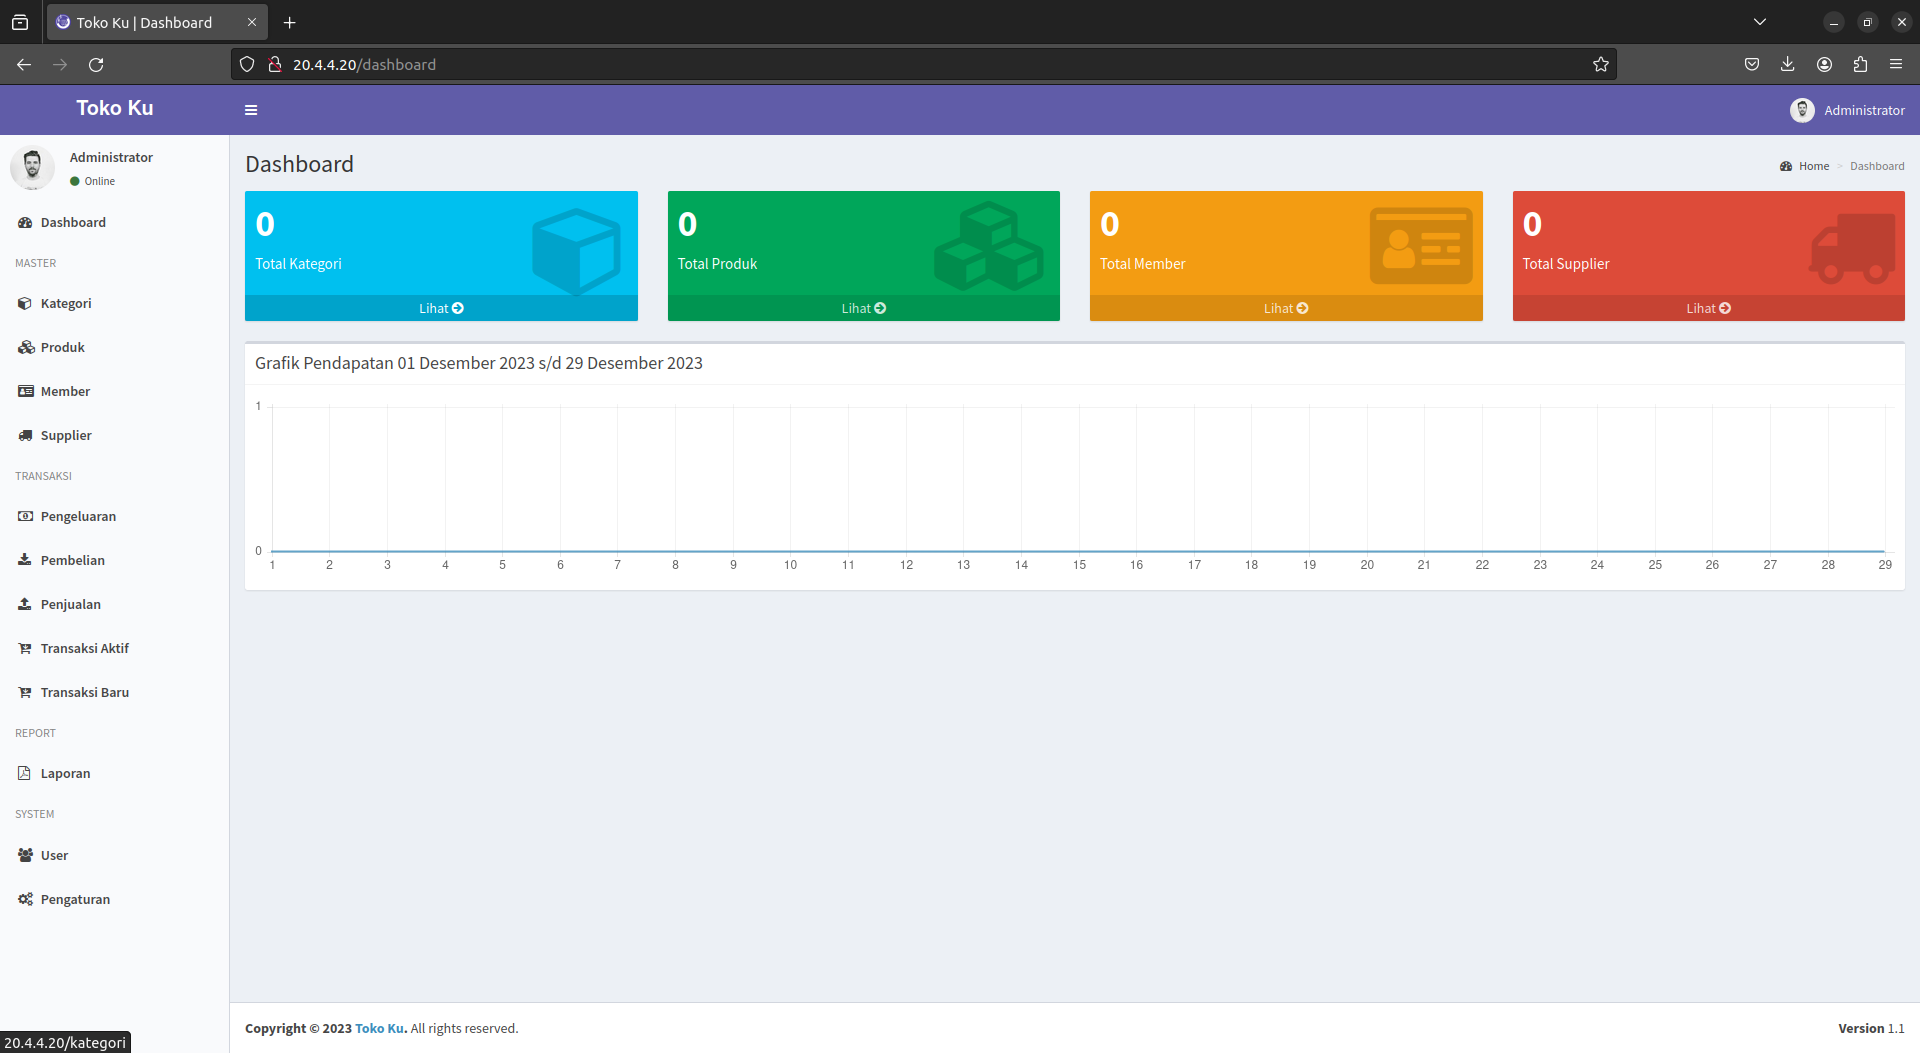 Toko Ku | Dashboard
20.4.4.20/dashboard
Toko Ku
Administrator
Administrator
Online
Dashboard
MASTER
Kategori
Produk
Member
Supplier
TRANSAKSI
Pengeluaran
Pembelian
Penjualan
Transaksi Aktif
Transaksi Baru
REPORT
Laporan
SYSTEM
User
Pengaturan
20.4.4.20/kategori
Dashboard
Home > Dashboard
0
Total Kategori
Lihat
0
Total Produk
Lihat
0
Total Member
Lihat
0
Total Supplier
Lihat
Grafik Pendapatan 01 Desember 2023 s/d 29 Desember 2023
1
0
1 2 3 4 5 6 7 8 9 10 11 12 13 14 15 16 17 18 19 20 21 22 23 24 25 26 27 28 29
Copyright © 2023 Toko Ku. All rights reserved.
Version 1.1